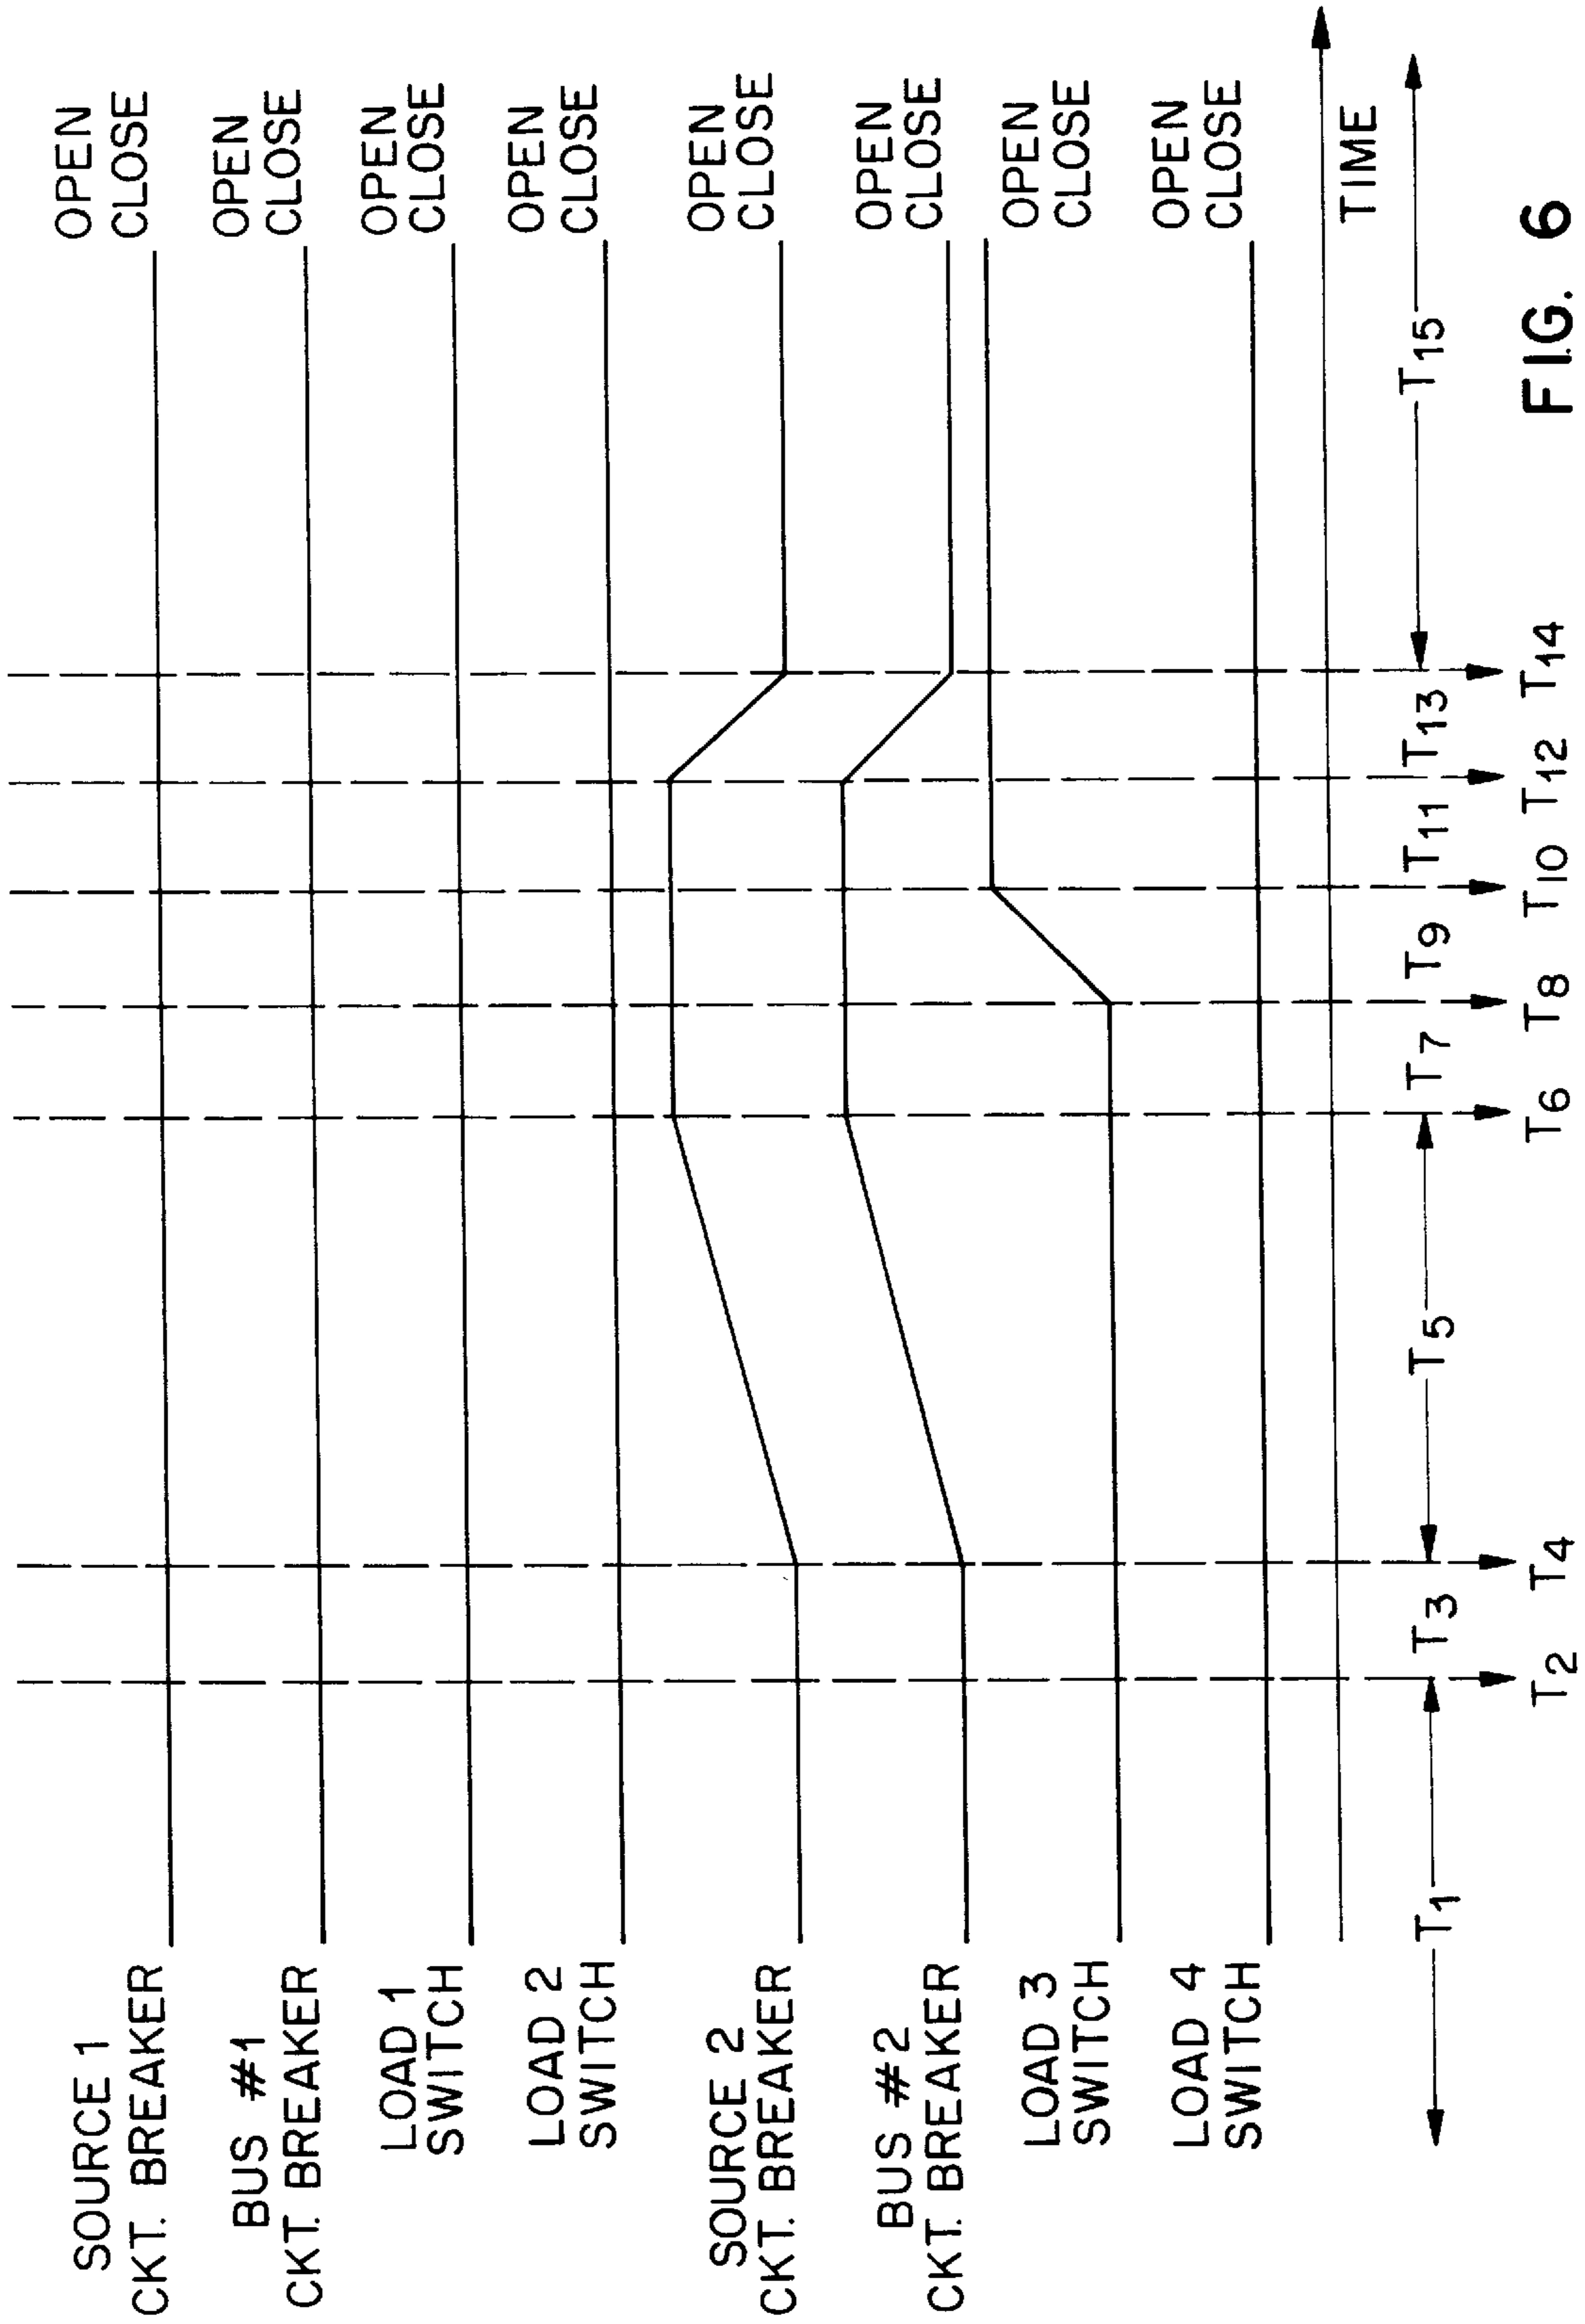 SOURCE 1
CKT. BREAKER
OPEN
CLOSE
BUS #1
CKT. BREAKER
OPEN
CLOSE
LOAD 1
SWITCH
OPEN
CLOSE
LOAD 2
SWITCH
OPEN
CLOSE
SOURCE 2
CKT. BREAKER
OPEN
CLOSE
BUS #2
CKT. BREAKER
OPEN
CLOSE
LOAD 3
SWITCH
OPEN
CLOSE
LOAD 4
SWITCH
OPEN
CLOSE
TIME
T1 T3 T5 T7 T9 T11 T13 T15
T2 T4 T6 T8 T10 T12 T14
FIG. 6